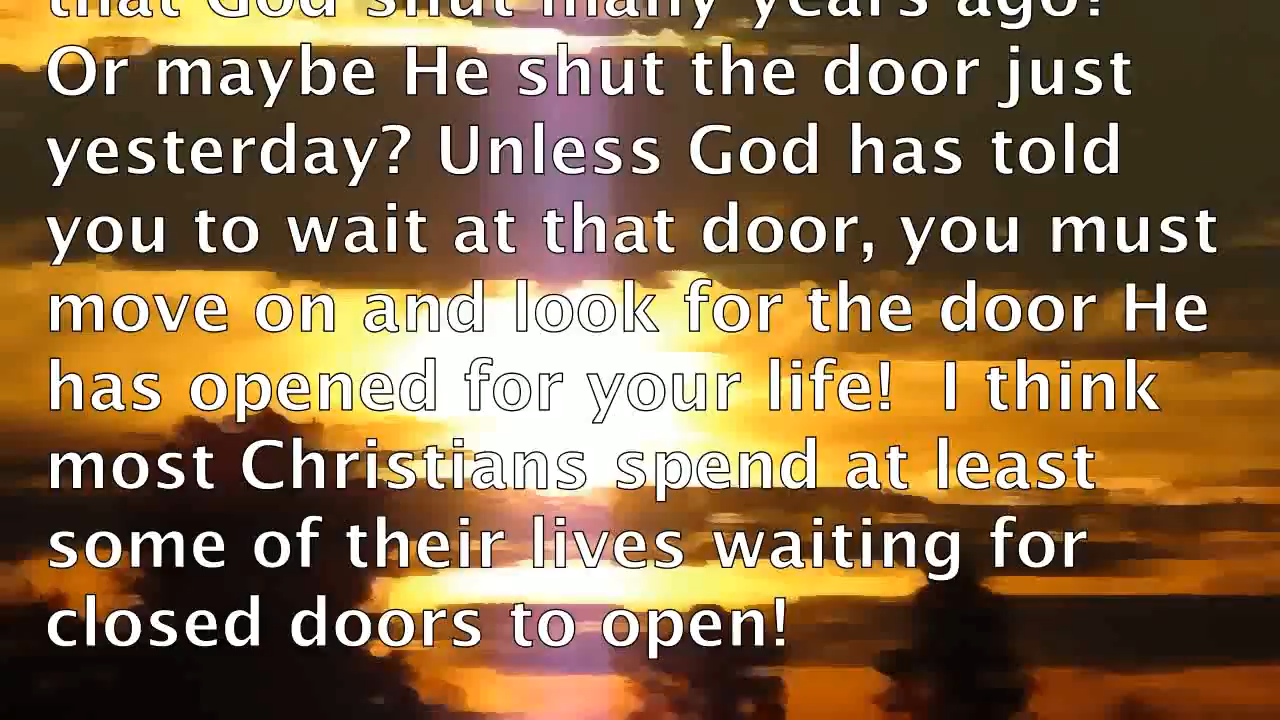 that God shut many years ago?
Or maybe He shut the door just
yesterday? Unless God has told
you to wait at that door, you must
move on and look for the door He
has opened for your life!  I think
most Christians spend at least
some of their lives waiting for
closed doors to open!